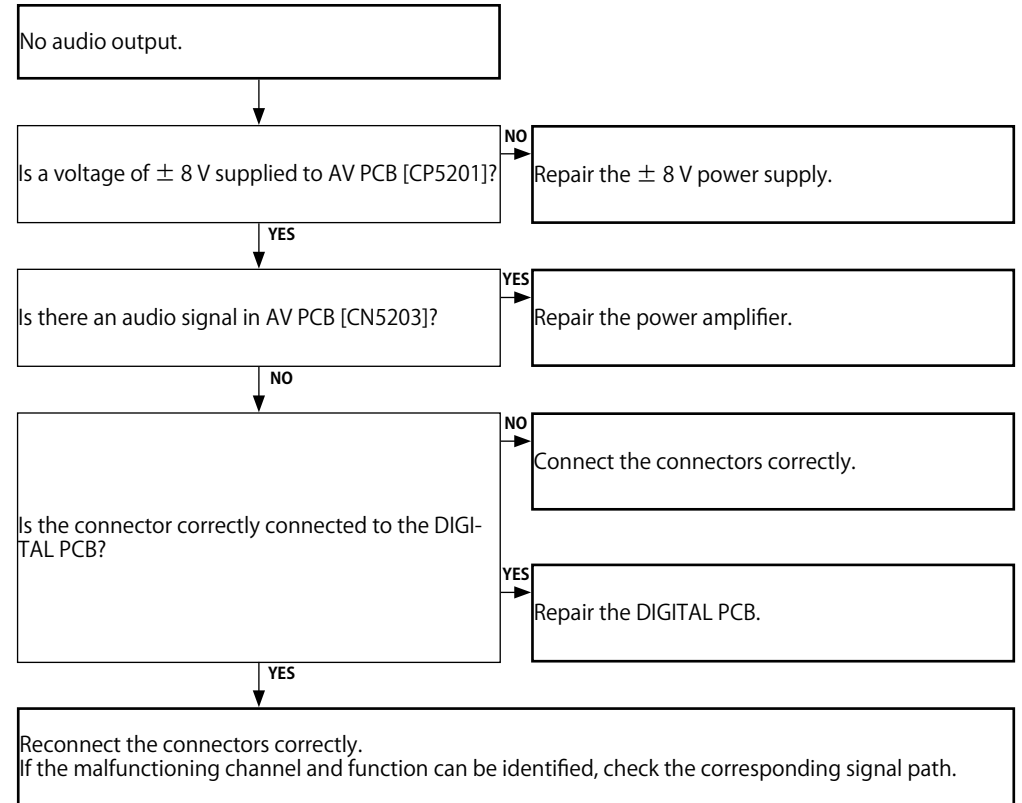 No audio output.
Is a voltage of ± 8 V supplied to AV PCB [CP5201]?
NO
Repair the ± 8 V power supply.
YES
Is there an audio signal in AV PCB [CN5203]?
YES
Repair the power amplifier.
NO
Is the connector correctly connected to the DIGI-
TAL PCB?
NO
Connect the connectors correctly.
YES
Repair the DIGITAL PCB.
YES
Reconnect the connectors correctly.
If the malfunctioning channel and function can be identified, check the corresponding signal path.